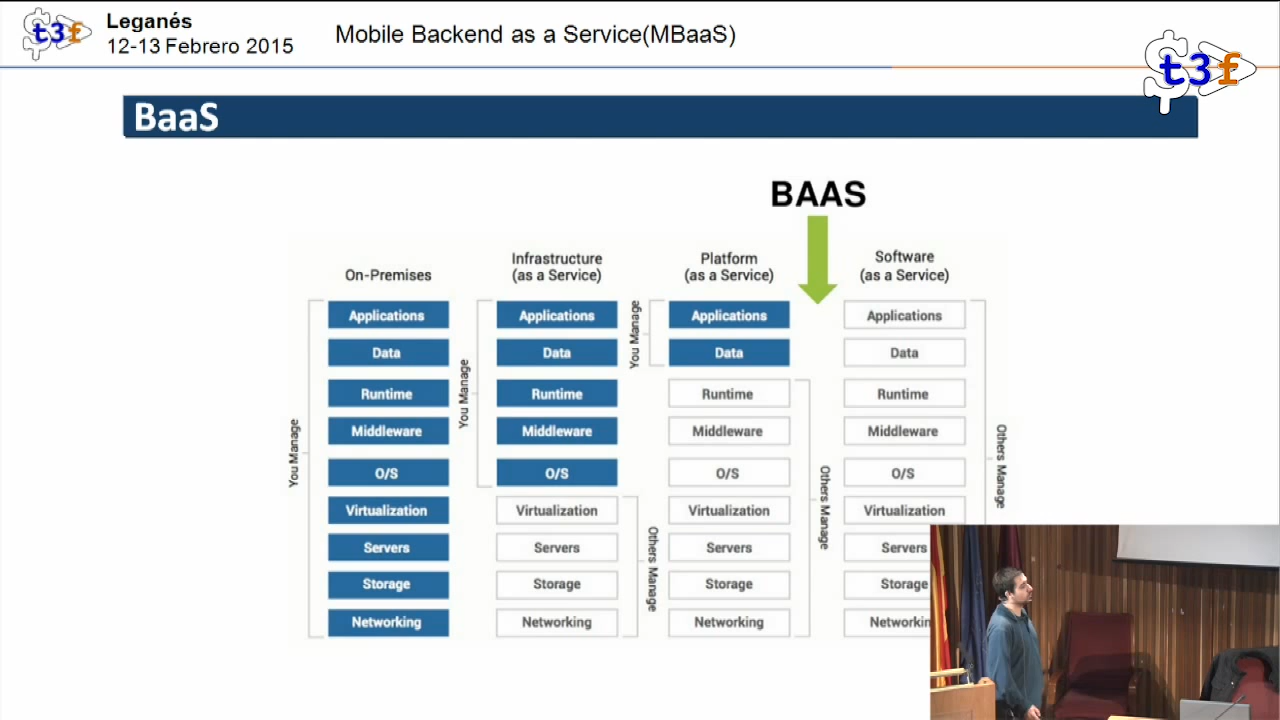 t3f
Leganés
12-13 Febrero 2015
Mobile Backend as a Service(MBaaS)
t3f
BaaS
BAAS
On-Premises
Applications
Data
Runtime
Middleware
O/S
Virtualization
Servers
Storage
Networking
You Manage
Infrastructure
(as a Service)
Applications
Data
Runtime
Middleware
O/S
Virtualization
Servers
Storage
Networking
You Manage
Others Manage
Platform
(as a Service)
Applications
Data
Runtime
Middleware
O/S
Virtualization
Servers
Storage
Networking
You Manage
Others Manage
Software
(as a Service)
Applications
Data
Runtime
Middleware
O/S
Virtualization
Servers
Storage
Networkin
Others Manage